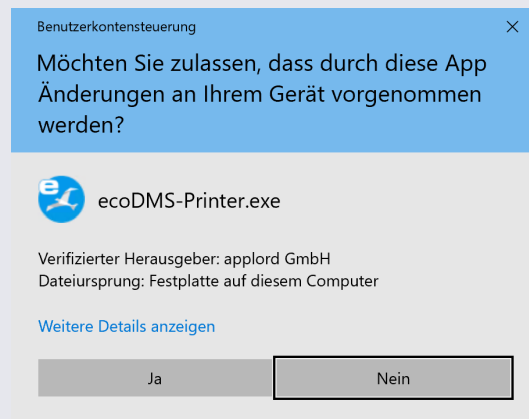 Benutzerkontensteuerung
Möchten Sie zulassen, dass durch diese App
Änderungen an Ihrem Gerät vorgenommen
werden?
e
ecoDMS-Printer.exe
Verifizierter Herausgeber: applord GmbH
Dateiursprung: Festplatte auf diesem Computer
Weitere Details anzeigen
Ja
Nein